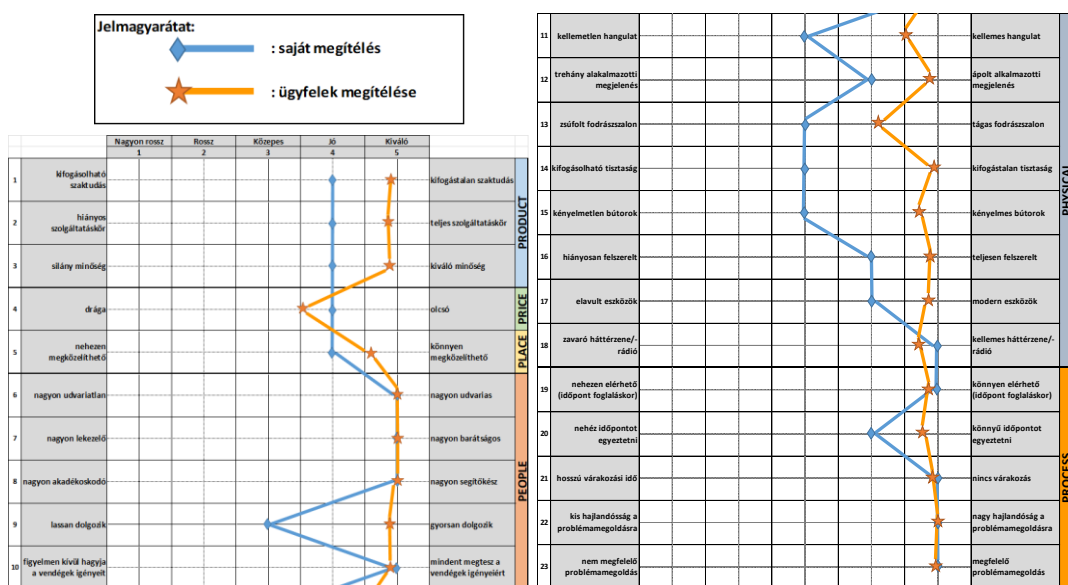 Jelmagyarátat:
: saját megítélés
: ügyfelek megítélése
Nagyon rossz
Rossz
Közepes
Jó
Kiváló
1
2
3
4
5
1
kifogásolható
szaktudás
kifogástalan szaktudás
2
hiányos
szolgáltatáskör
teljes szolgáltatáskör
3
silány minőség
kiváló minőség
PRODUCT
4
drága
olcsó
PRICE
5
nehezen
megközelíthető
könnyen
megközelíthető
PLACE
6
nagyon udvariatlan
nagyon udvarias
7
nagyon lekezelő
nagyon barátságos
8
nagyon akadékoskodó
nagyon segítőkész
9
lassan dolgozik
gyorsan dolgozik
10
figyelmen kívül hagyja
a vendégek igényeit
mindent megtesz a
vendégek igényeiért
PEOPLE
11
kellemetlen hangulat
kellemes hangulat
12
trehány alakalmazotti
megjelenés
ápolt alkalmazotti
megjelenés
13
zsúfolt fodrászszalon
tágas fodrászszalon
14
kifogásolható tisztaság
kifogástalan tisztaság
15
kényelmetlen bútorok
kényelmes bútorok
16
hiányosan felszerelt
teljesen felszerelt
17
elavult eszközök
modern eszközök
18
zavaró háttérzene/-
rádió
kellemes háttérzene/-
rádió
PHYSICAL
19
nehezen elérhető
(időpont foglaláskor)
könnyen elérhető
(időpont foglaláskor)
20
nehéz időpontot
egyeztetni
könnyű időpontot
egyeztetni
21
hosszú várakozási idő
nincs várakozás
22
kis hajlandósság a
problémamegoldásra
nagy hajlandóság a
problémamegoldásra
23
nem megfelelő
problémamegoldás
megfelelő
problémamegoldás
PROCESS